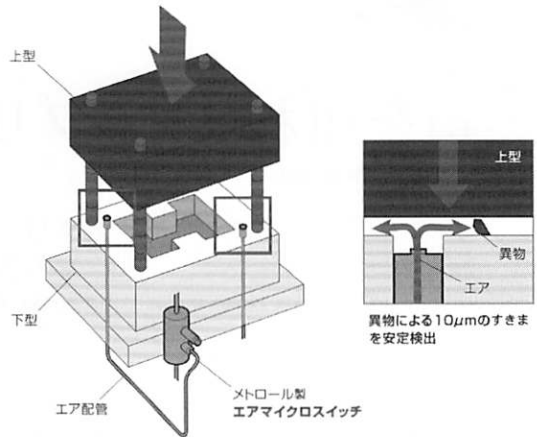 上型
下型
エア配管
メトロール製
エアマイクロスイッチ
上型
異物
エア
異物による10μmのすきま
を安定検出